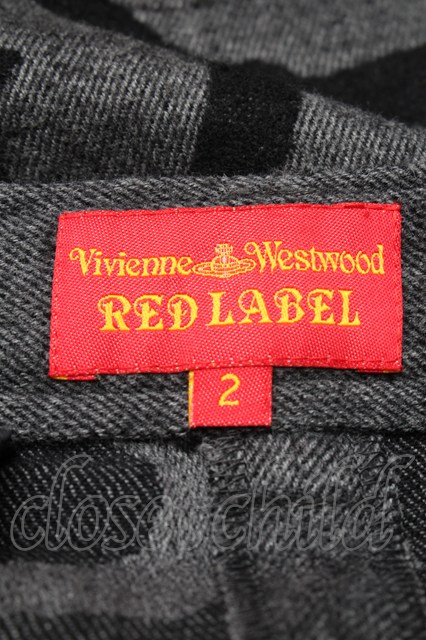 Vivienne Westwood
RED LABEL
2
closet child